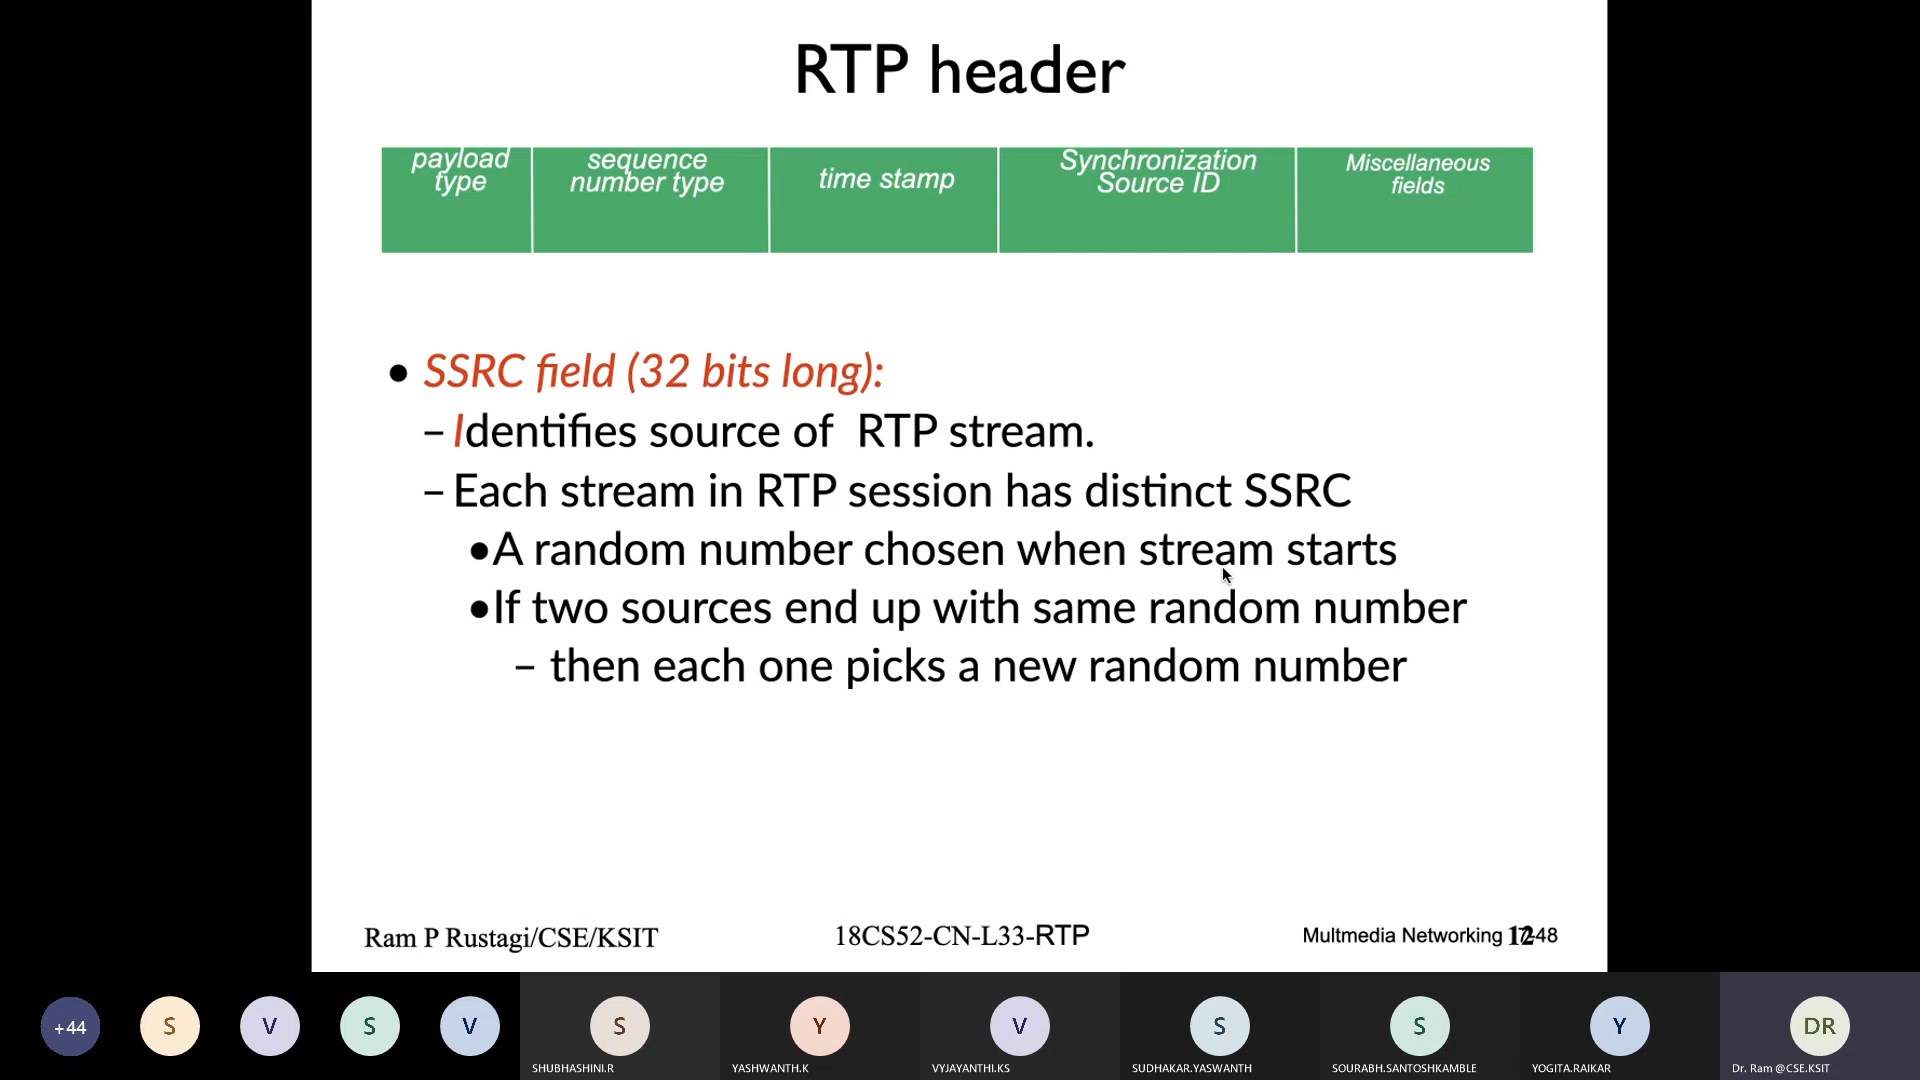 RTP header
payload type
sequence number type
time stamp
Synchronization Source ID
Miscellaneous fields
• SSRC field (32 bits long):
– Identifies source of RTP stream.
– Each stream in RTP session has distinct SSRC
•A random number chosen when stream starts
•If two sources end up with same random number
– then each one picks a new random number
Ram P Rustagi/CSE/KSIT
18CS52-CN-L33-RTP
Multmedia Networking 48
+44
S
V
S
V
S
Y
V
S
S
Y
DR
SHUBHASHINI.R
YASHWANTH.K
VYJAYANTHI.KS
SUDHAKAR.YASWANTH
SOURABH.SANTOSHKAMBLE
YOGITA.RAIKAR
Dr. Ram @CSE.KSIT